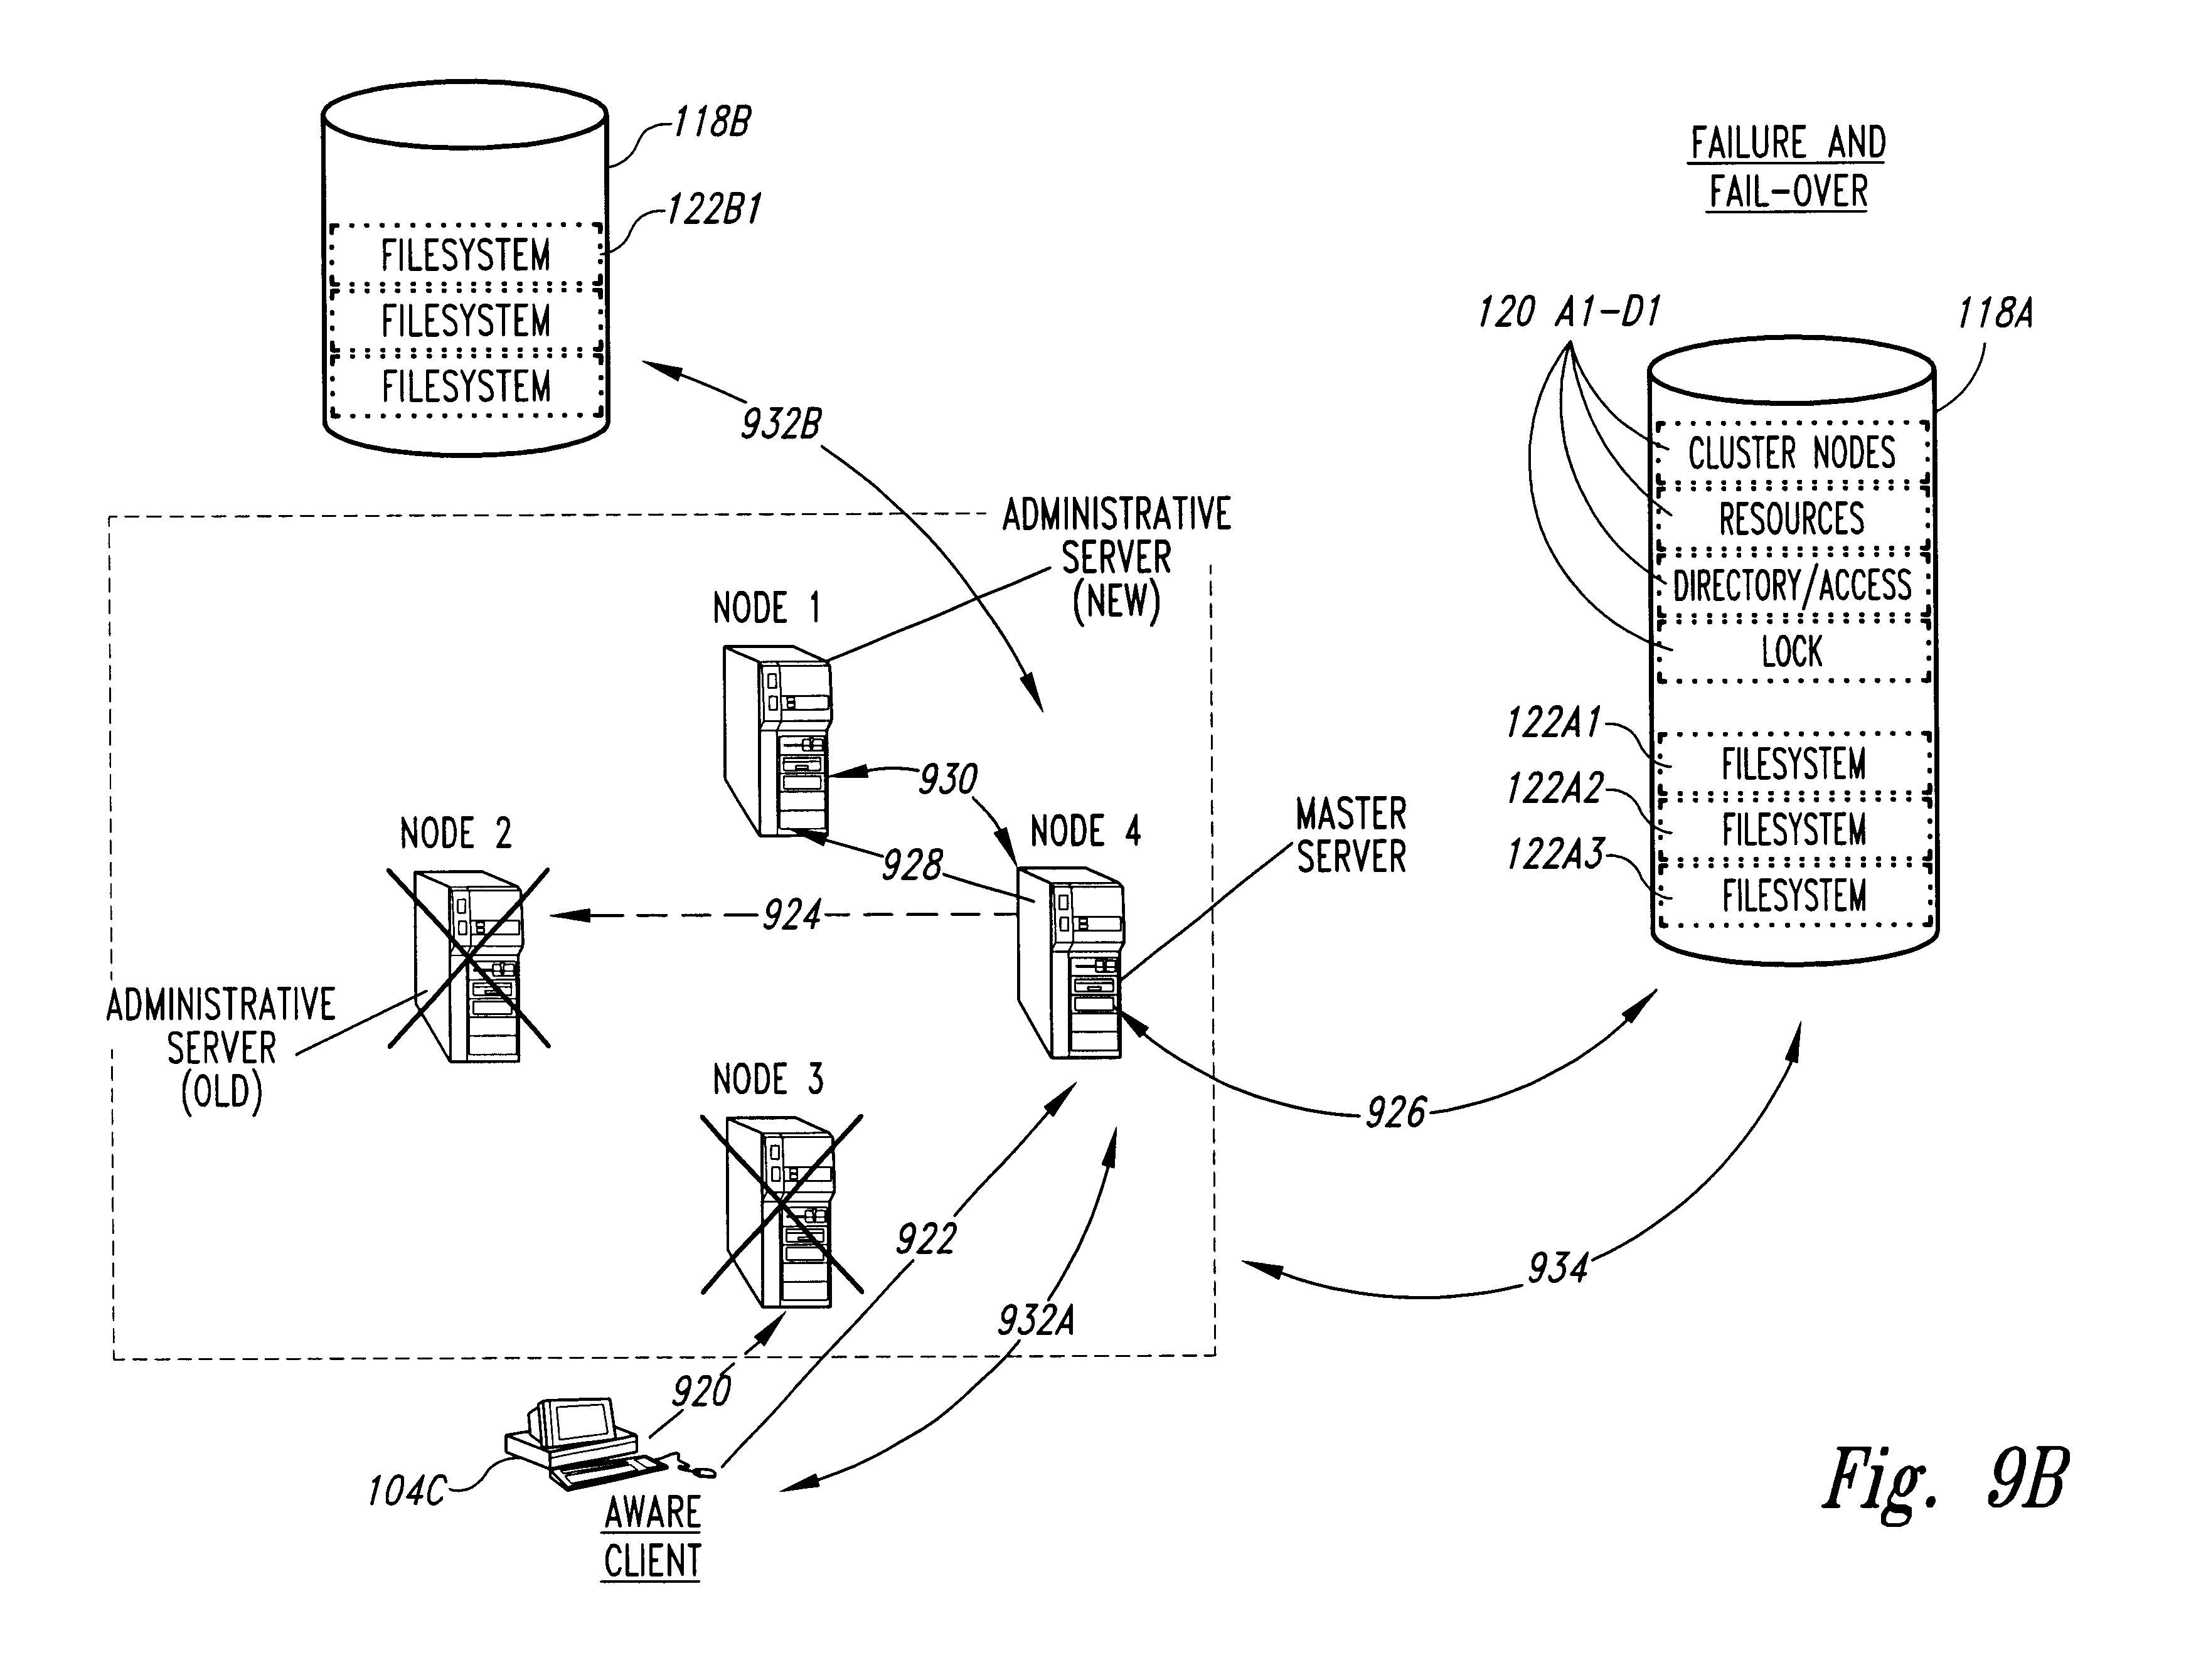 118B
122B1
FILESYSTEM
FILESYSTEM
FILESYSTEM
FAILURE AND
FAIL-OVER
120 A1-D1
118A
CLUSTER NODES
RESOURCES
DIRECTORY/ACCESS
LOCK
122A1
FILESYSTEM
122A2
FILESYSTEM
122A3
FILESYSTEM
932B
ADMINISTRATIVE
SERVER
(NEW)
NODE 1
930
928
NODE 4
MASTER
SERVER
NODE 2
924
ADMINISTRATIVE
SERVER
(OLD)
NODE 3
926
922
934
932A
920
104C
AWARE
CLIENT
Fig. 9B